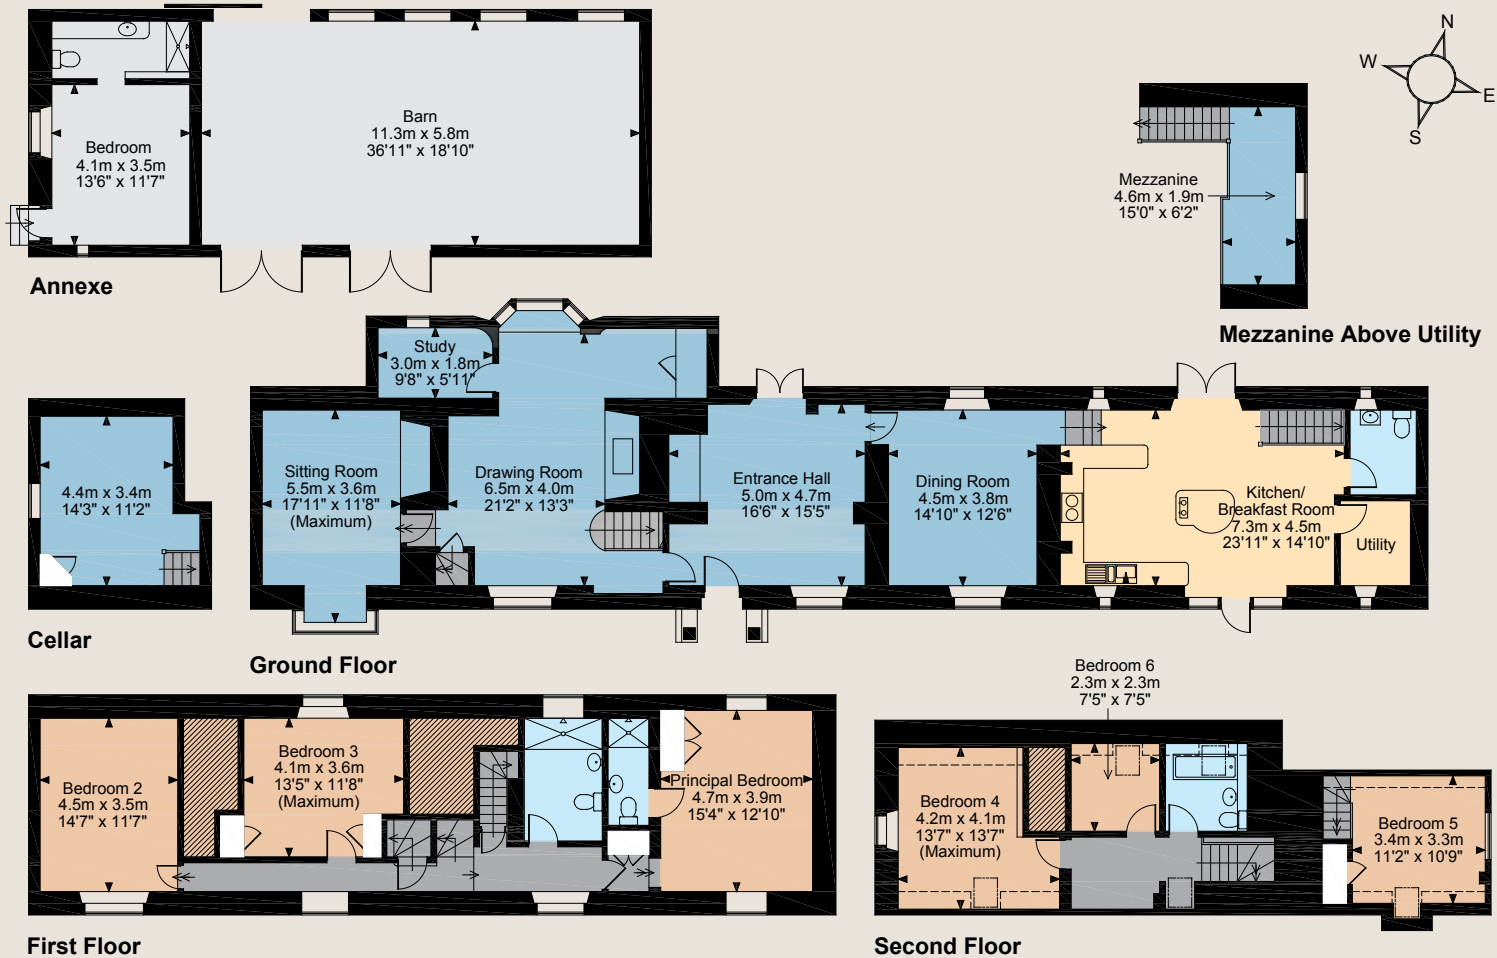 Barn
11.3m x 5.8m
36'11" x 18'10"
Bedroom
4.1m x 3.5m
13'6" x 11'7"
Annexe
N
W
E
S
Mezzanine
4.6m x 1.9m
15'0" x 6'2"
Mezzanine Above Utility
Study
3.0m x 1.8m
9'8" x 5'11"
Sitting Room
5.5m x 3.6m
17'11" x 11'8"
(Maximum)
Drawing Room
6.5m x 4.0m
21'2" x 13'3"
Entrance Hall
5.0m x 4.7m
16'6" x 15'5"
Dining Room
4.5m x 3.8m
14'10" x 12'6"
Kitchen/
Breakfast Room
7.3m x 4.5m
23'11" x 14'10"
Utility
4.4m x 3.4m
14'3" x 11'2"
Cellar
Ground Floor
Bedroom 2
4.5m x 3.5m
14'7" x 11'7"
Bedroom 3
4.1m x 3.6m
13'5" x 11'8"
(Maximum)
Principal Bedroom
4.7m x 3.9m
15'4" x 12'10"
First Floor
Bedroom 6
2.3m x 2.3m
7'5" x 7'5"
Bedroom 4
4.2m x 4.1m
13'7" x 13'7"
(Maximum)
Bedroom 5
3.4m x 3.3m
11'2" x 10'9"
Second Floor